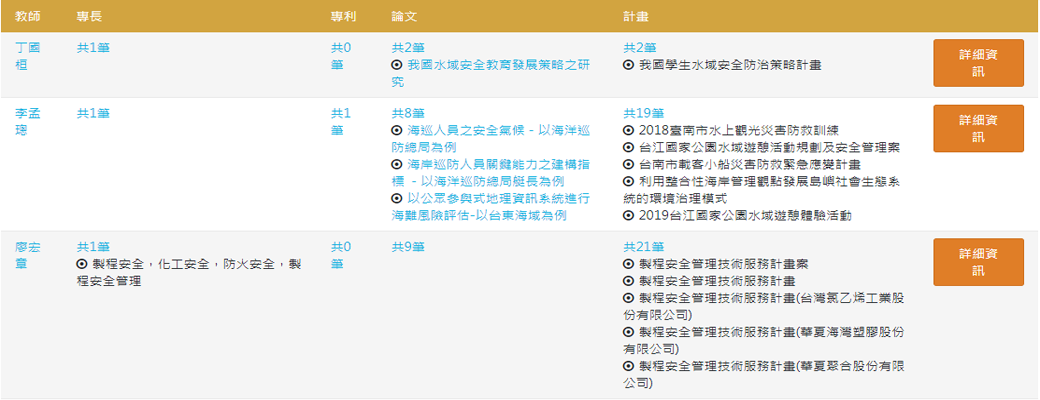 教師 專長 專利 論文 計畫
丁國 共1筆 共0 共2筆 共2筆 詳細資
桓 筆 ⊙ 我國水域安全教育發展策略之研 ⊙ 我國學生水域安全防治策略計畫 訊
究
李孟 共1筆 共1 共8筆 共19筆 詳細資
璁 筆 ⊙ 海巡人員之安全氣候 - 以海洋巡 ⊙ 2018臺南市水上觀光災害防救訓練 訊
防總局為例 ⊙ 台江國家公園水域遊憩活動規劃及安全管理案
⊙ 海岸巡防人員關鍵能力之建構指 ⊙ 台南市載客小船災害防救緊急應變計畫
標 - 以海洋巡防總局艇長為例 ⊙ 利用整合性海岸管理觀點發展島嶼社會生態系
⊙ 以公眾參與式地理資訊系統進行 統的環境治理模式
海難風險評估-以台東海域為例 ⊙ 2019台江國家公園水域遊憩體驗活動
廖宏 共1筆 共0 共9筆 共21筆 詳細資
章 ⊙ 製程安全，化工安全，防火安全，製 筆 ⊙ 製程安全管理技術服務計畫案 訊
程安全管理 ⊙ 製程安全管理技術服務計畫
⊙ 製程安全管理技術服務計畫(台灣氯乙烯工業股
份有限公司)
⊙ 製程安全管理技術服務計畫(華夏海灣塑膠股份
有限公司)
⊙ 製程安全管理技術服務計畫(華夏聚合股份有限
公司)